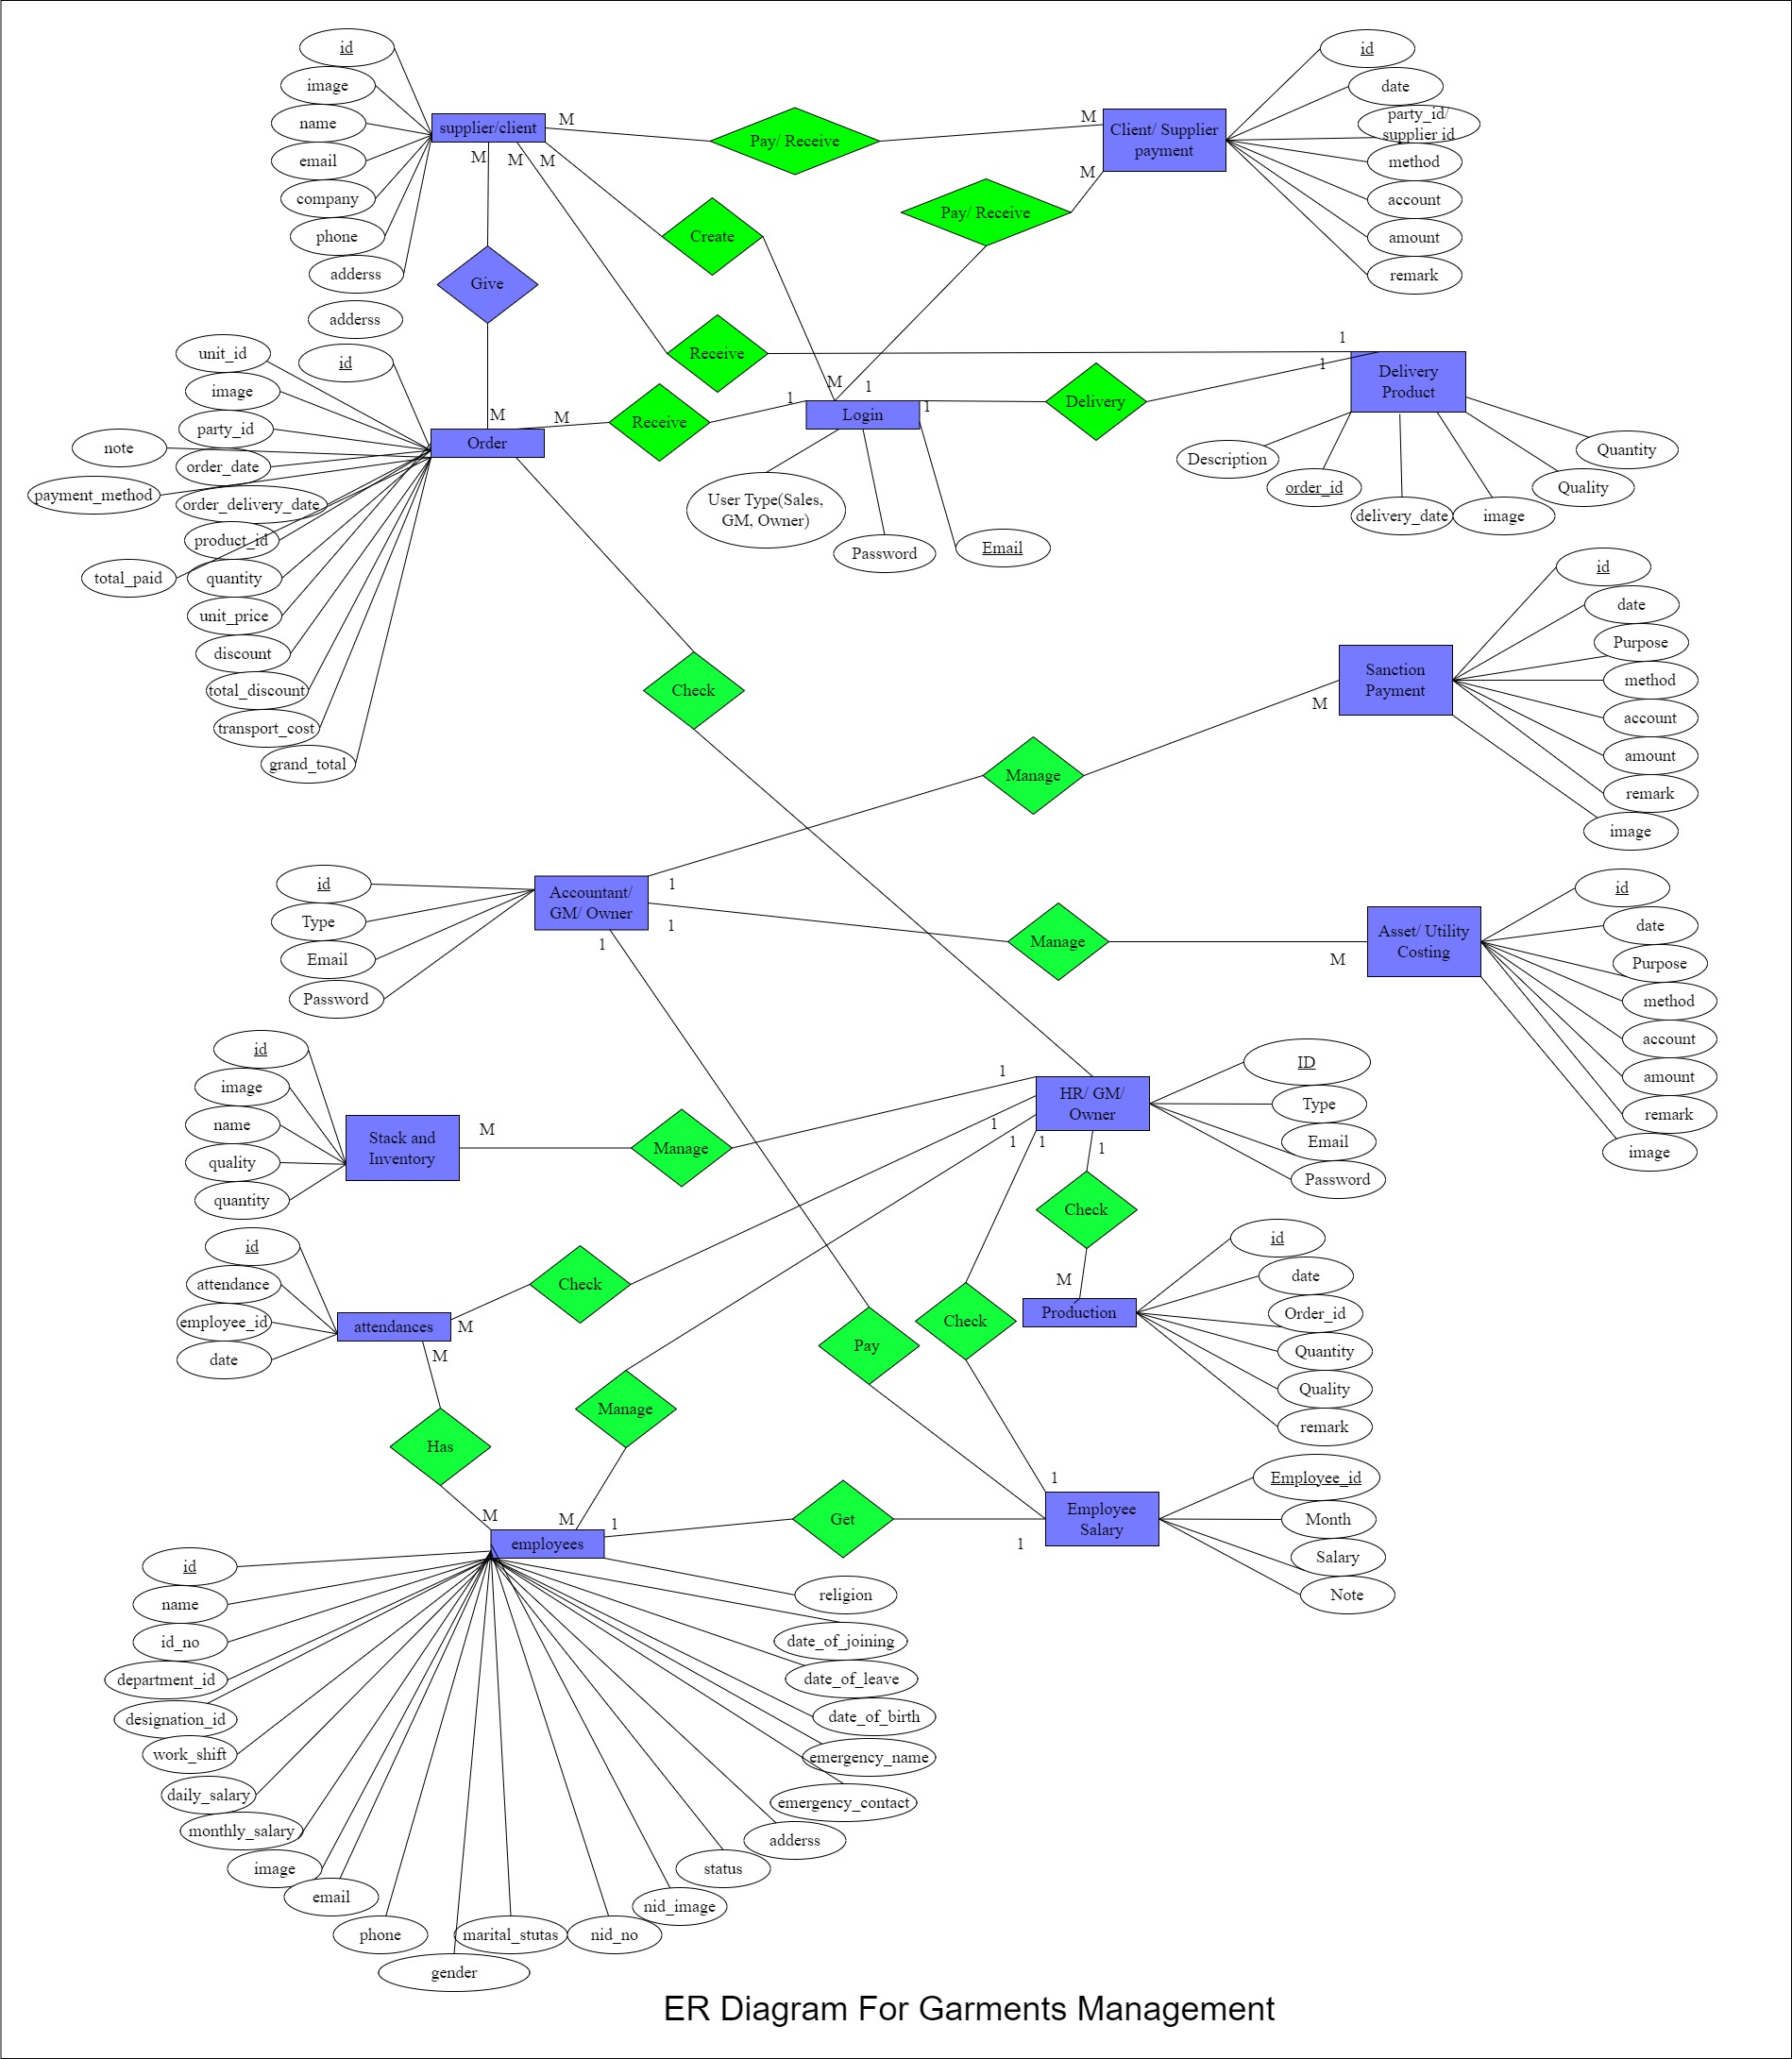 id
image
name
email
company
phone
adderss
adderss
supplier/client
M
M
M
M
Pay/ Receive
M
Client/ Supplier
payment
M
id
date
party_id/
supplier id
method
account
amount
remark
Create
Pay/ Receive
Give
Receive
1
1
Delivery
Product
Description
order_id
delivery_date
image
Quality
Quantity
id
unit_id
image
party_id
note
order_date
payment_method
order_delivery_date
product_id
total_paid
quantity
unit_price
discount
total_discount
transport_cost
grand_total
M
Order
M
Receive
1
M
1
Login
1
Delivery
User Type(Sales,
GM, Owner)
Password
Email
Check
Sanction
Payment
M
id
date
Purpose
method
account
amount
remark
image
Manage
id
Type
Email
Password
Accountant/
GM/ Owner
1
1
1
Manage
M
Asset/ Utility
Costing
id
date
Purpose
method
account
amount
remark
image
id
image
name
quality
quantity
Stack and
Inventory
M
Manage
1
HR/ GM/
Owner
1
1
1
1
ID
Type
Email
Password
Check
id
attendance
employee_id
date
attendances
M
M
Check
Pay
Check
M
Production
id
date
Order_id
Quantity
Quality
remark
Has
Manage
M
M
1
employees
Get
1
1
Employee
Salary
Employee_id
Month
Salary
Note
id
name
id_no
department_id
designation_id
work_shift
daily_salary
monthly_salary
image
email
phone
gender
marital_stutas
nid_no
nid_image
status
adderss
emergency_contact
emergency_name
date_of_birth
date_of_leave
date_of_joining
religion
ER Diagram For Garments Management